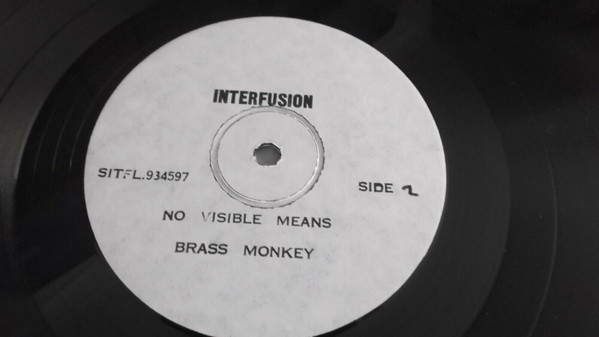 INTERFUSION
SITFL.934597
SIDE 2
NO VISIBLE MEANS
BRASS MONKEY